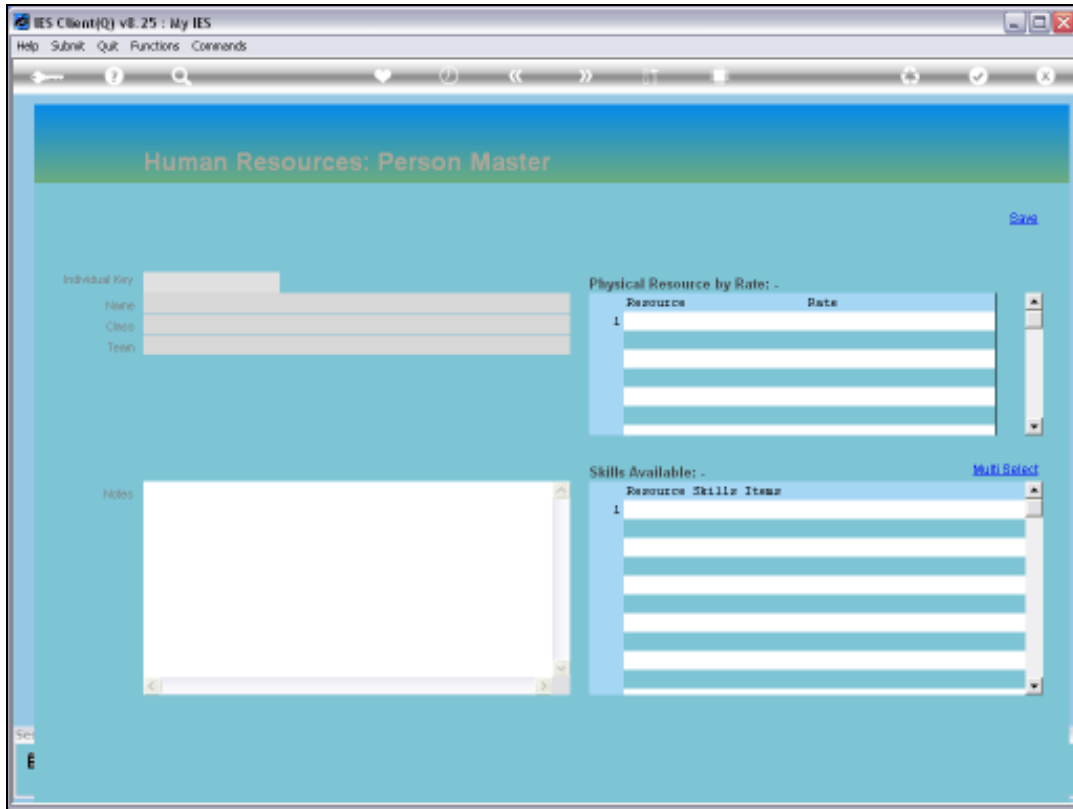 IES Client(Q) v8.25 : My IES
Help Submit Quit Functions Commands
Human Resources: Person Master
Save
Individual Key
Name
Class
Town
Physical Resource by Rate: -
Resource Rate
1
Notes
Skills Available: -
Multi Select
Resource Skills Items
1